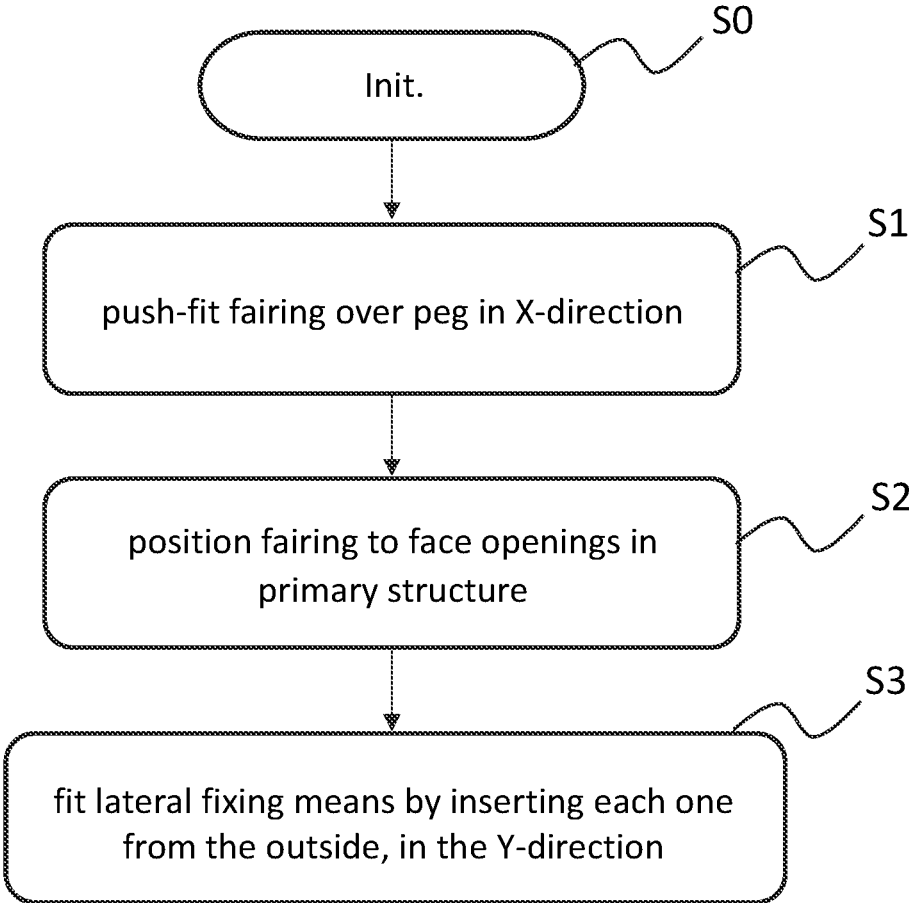 S0
Init.
S1
push-fit fairing over peg in X-direction
S2
position fairing to face openings in
primary structure
S3
fit lateral fixing means by inserting each one
from the outside, in the Y-direction